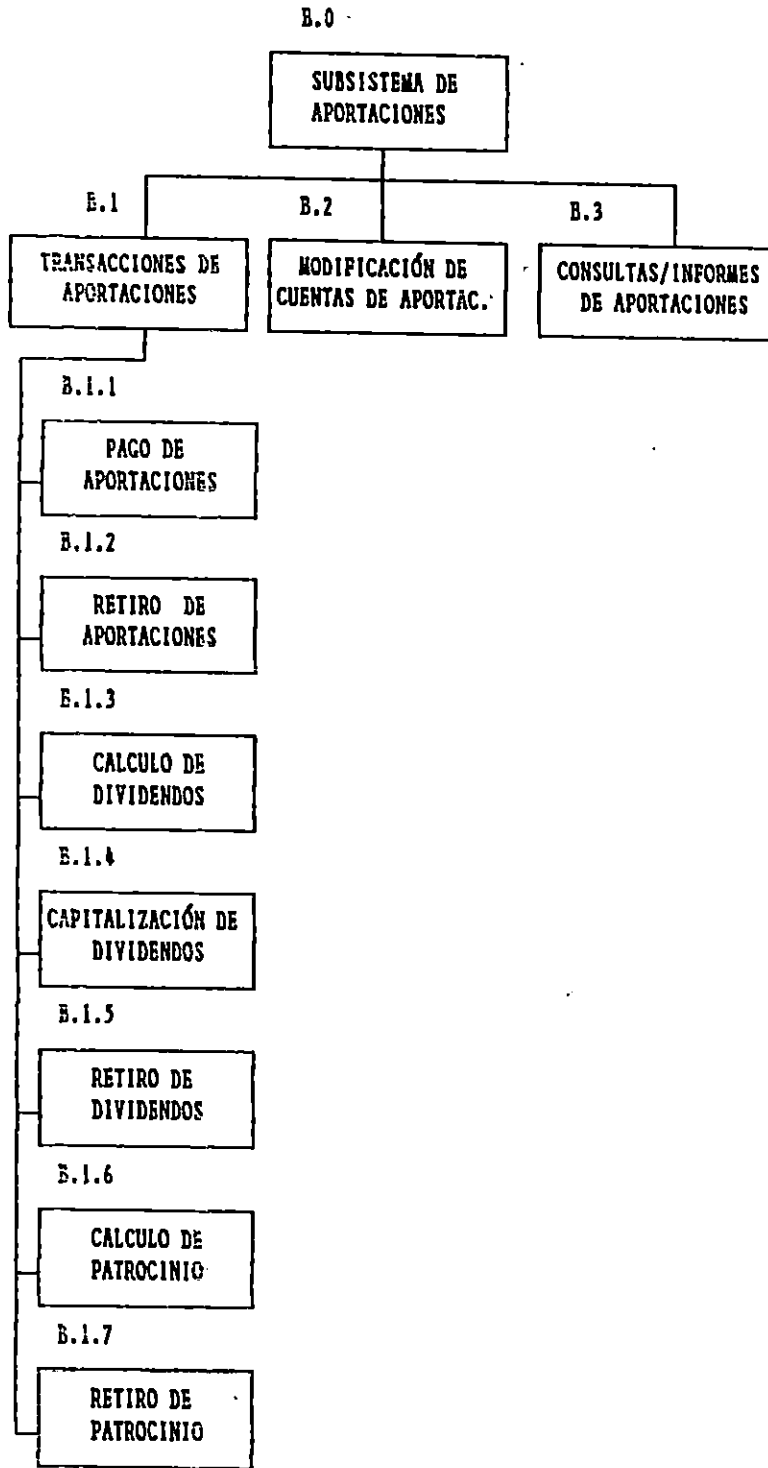 B.0
SUBSISTEMA DE
APORTACIONES
B.1
B.2
B.3
TRANSACCIONES DE
APORTACIONES
MODIFICACIÓN DE
CUENTAS DE APORTAC.
CONSULTAS/INFORMES
DE APORTACIONES
B.1.1
PAGO DE
APORTACIONES
B.1.2
RETIRO DE
APORTACIONES
B.1.3
CALCULO DE
DIVIDENDOS
B.1.4
CAPITALIZACIÓN DE
DIVIDENDOS
B.1.5
RETIRO DE
DIVIDENDOS
B.1.6
CALCULO DE
PATROCINIO
B.1.7
RETIRO DE
PATROCINIO